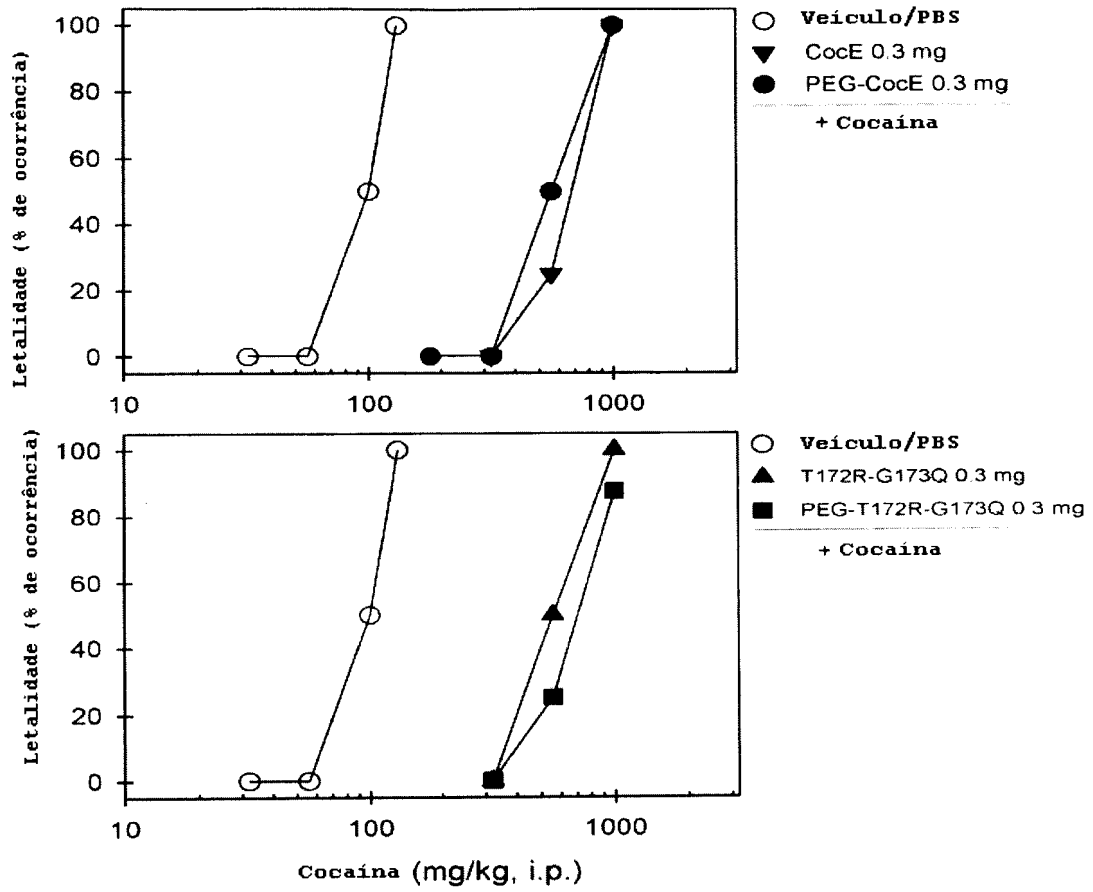 100
80
60
40
20
0
Letalidade (% de ocorrência)
10 100 1000
Veículo/PBS
CocE 0.3 mg
PEG-CocE 0.3 mg
+ Cocaína
100
80
60
40
20
0
Letalidade (% de ocorrência)
10 100 1000
Cocaína (mg/kg, i.p.)
Veículo/PBS
T172R-G173Q 0.3 mg
PEG-T172R-G173Q 0 3 mg
+ Cocaína